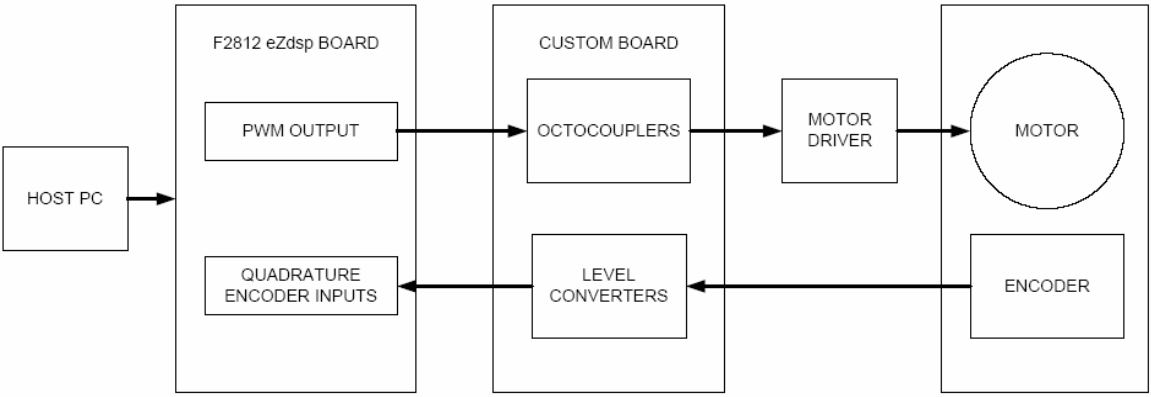 F2812 eZdsp BOARD
CUSTOM BOARD
PWM OUTPUT
OCTOCOUPLERS
MOTOR
DRIVER
MOTOR
HOST PC
QUADRATURE
ENCODER INPUTS
LEVEL
CONVERTERS
ENCODER